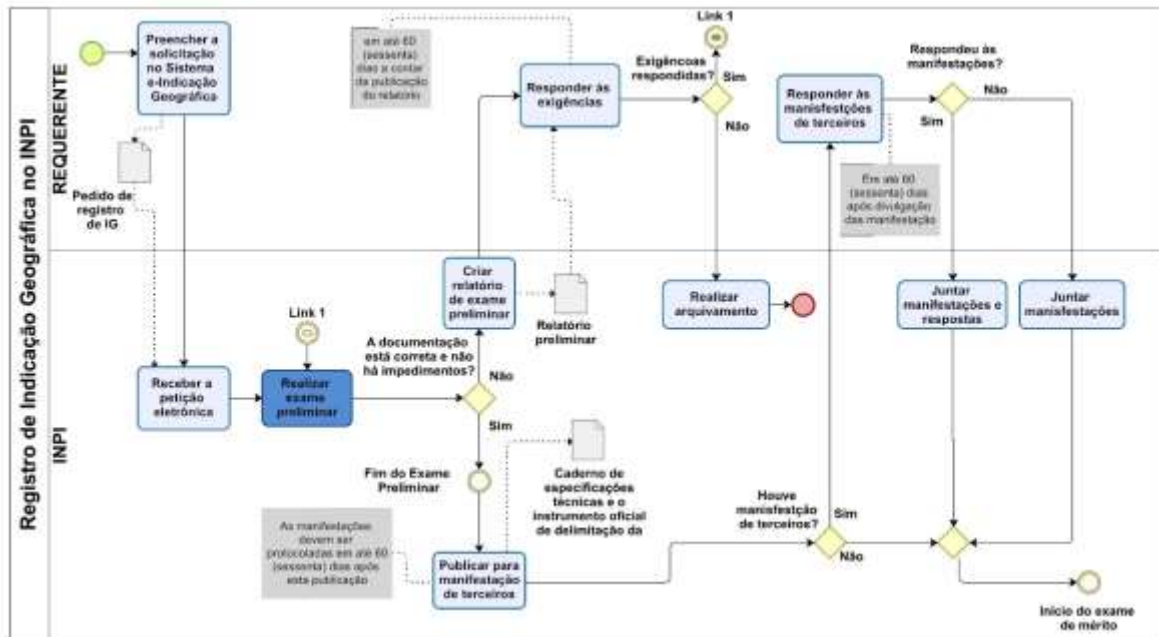 Registro de Indicação Geográfica no INPI
REQUERENTE
Preencher a
solicitação
no Sistema
e-Indicação
Geográfica
Pedido de
registro
de IG
em até 60
(sessenta)
dias a contar
da publicação
do relatório
Responder às
exigências
Exigêncoas
respondidas?
Link 1
Sim
Não
Responder às
manisfestções
de terceiros
Respondeu às
manifestações?
Não
Sim
Em até 60
(sessenta) dias
após divulgação
das manifestação
INPI
Receber a
petição
eletrônica
Link 1
Realizar
exame
preliminar
A documentação
está correta e não
há impedimentos?
Não
Sim
Criar
relatório
de exame
preliminar
Relatório
preliminar
Realizar
arquivamento
Juntar
manifestações e
respostas
Juntar
manisfestações
Fim do Exame
Preliminar
Caderno de
especificações
técnicas e o
instrumento oficial
de delimitação da
As manifestações
devem ser
protocoladas em até 60
(sessenta) dias após
esta publicação
Publicar para
manifestação
de terceiros
Houve
manisfestção
de terceiros?
Sim
Não
Início do exame
de mérito